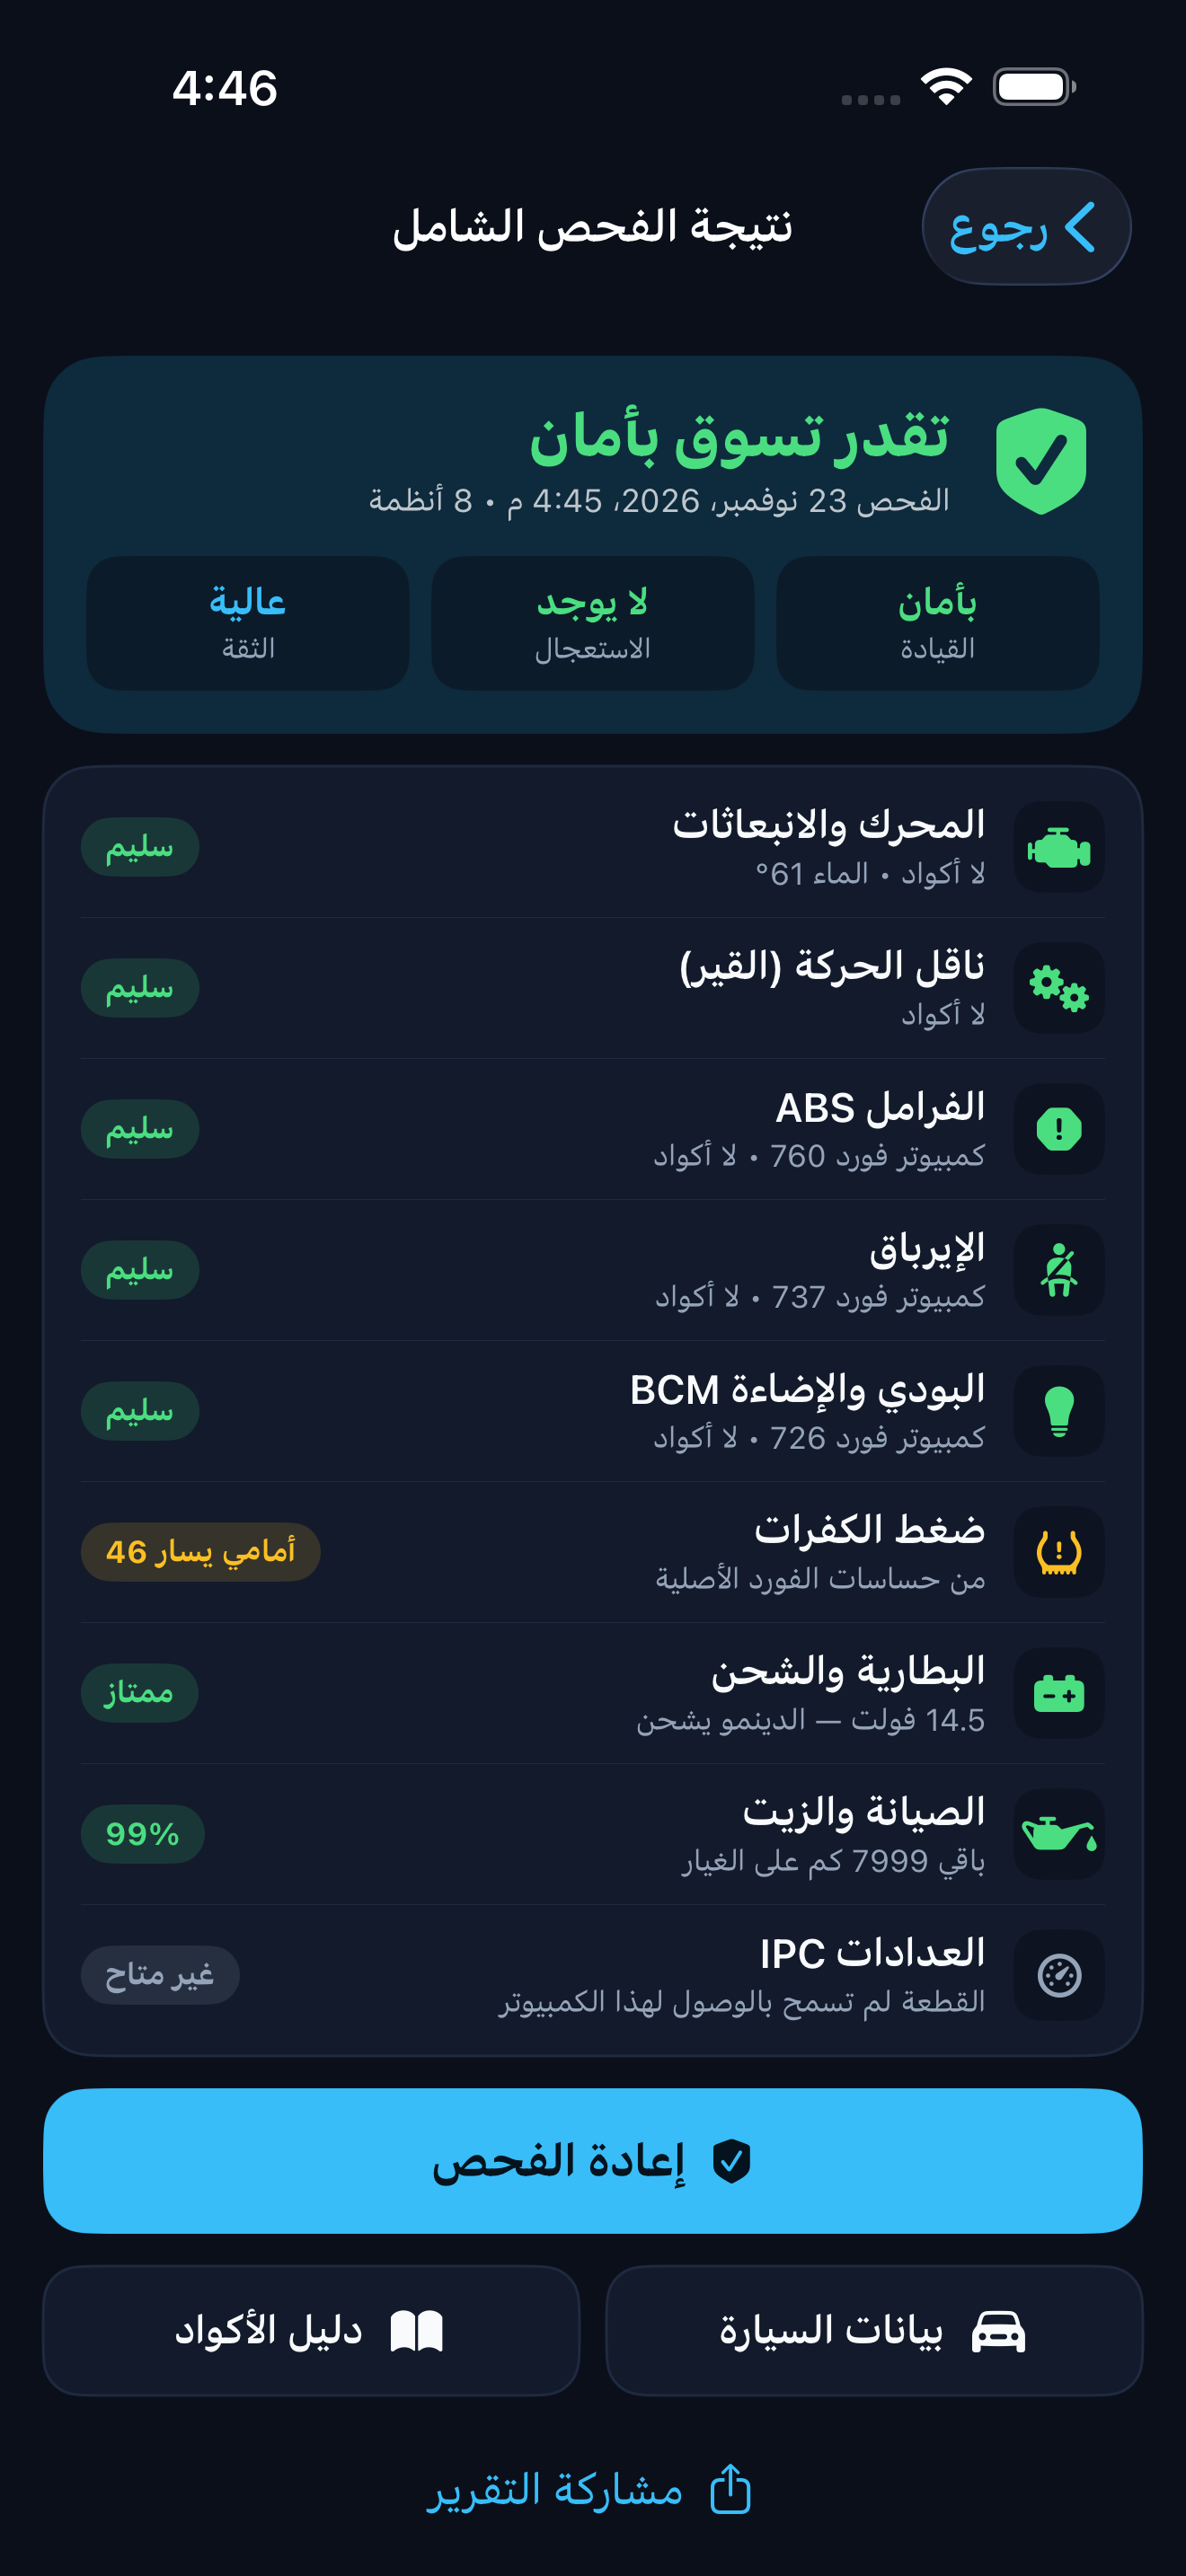 4:46
رجوع
نتيجة الفحص الشامل
تقدر تسوق بأمان
الفحص 23 نوفمبر، 2026، 4:45 م • 8 أنظمة
بأمان
القيادة
لا يوجد
الاستعجال
عالية
الثقة
المحرك والانبعاثات
لا أكواد • الماء 61°
سليم
ناقل الحركة (القير)
لا أكواد
سليم
الفرامل ABS
كمبيوتر فورد 760 • لا أكواد
سليم
الإيرباق
كمبيوتر فورد 737 • لا أكواد
سليم
البودي والإضاءة BCM
كمبيوتر فورد 726 • لا أكواد
سليم
ضغط الكفرات
من حساسات الفورد الأصلية
أمامي يسار 46
البطارية والشحن
14.5 فولت — الدينمو يشحن
ممتاز
الصيانة والزيت
باقي 7999 كم على الغيار
99%
العدادات IPC
القطعة لم تسمح بالوصول لهذا الكمبيوتر
غير متاح
إعادة الفحص
بيانات السيارة
دليل الأكواد
مشاركة التقرير